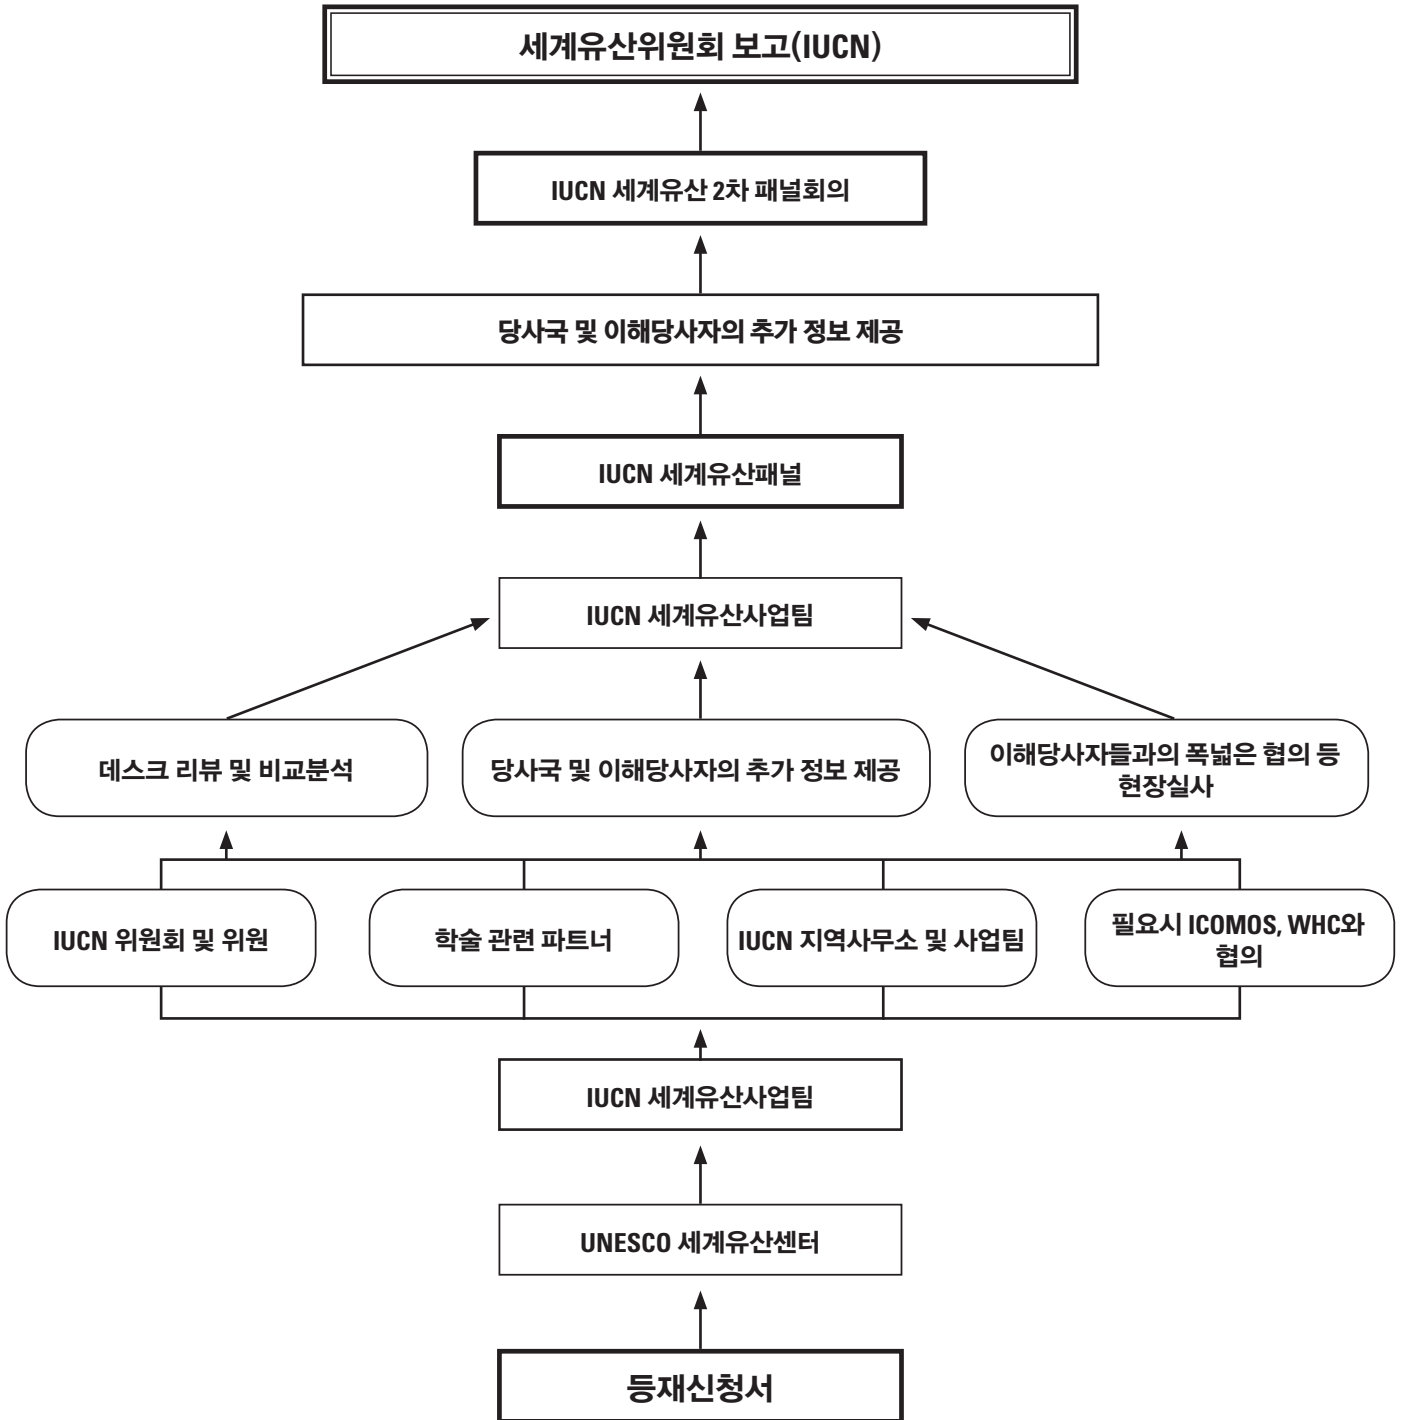 세계유산위원회 보고(IUCN)
IUCN 세계유산 2차 패널회의
당사국 및 이해당사자의 추가 정보 제공
IUCN 세계유산패널
IUCN 세계유산사업팀
데스크 리뷰 및 비교분석
당사국 및 이해당사자의 추가 정보 제공
이해당사자들과의 폭넓은 협의 등
현장실사
IUCN 위원회 및 위원
학술 관련 파트너
IUCN 지역사무소 및 사업팀
필요시 ICOMOS, WHC와
협의
IUCN 세계유산사업팀
UNESCO 세계유산센터
등재신청서